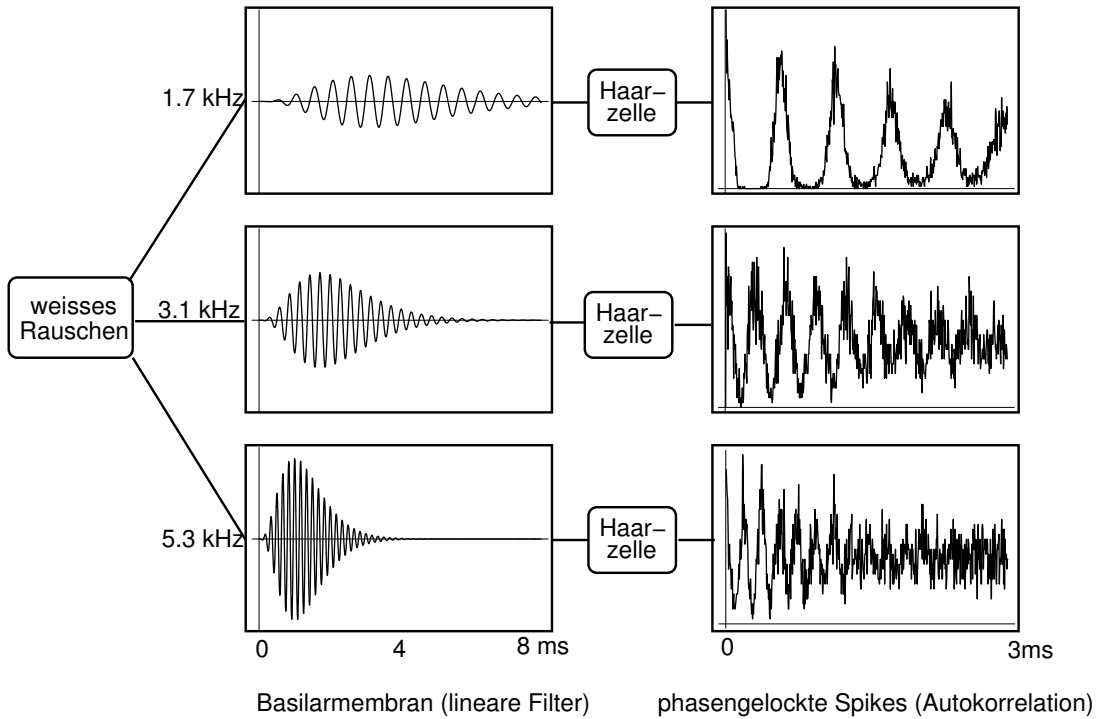 1.7 kHz
Haar–
zelle
weisses
Rauschen
3.1 kHz
Haar–
zelle
5.3 kHz
Haar–
zelle
0 4 8 ms
0 3ms
Basilarmembran (lineare Filter)
phasengelockte Spikes (Autokorrelation)